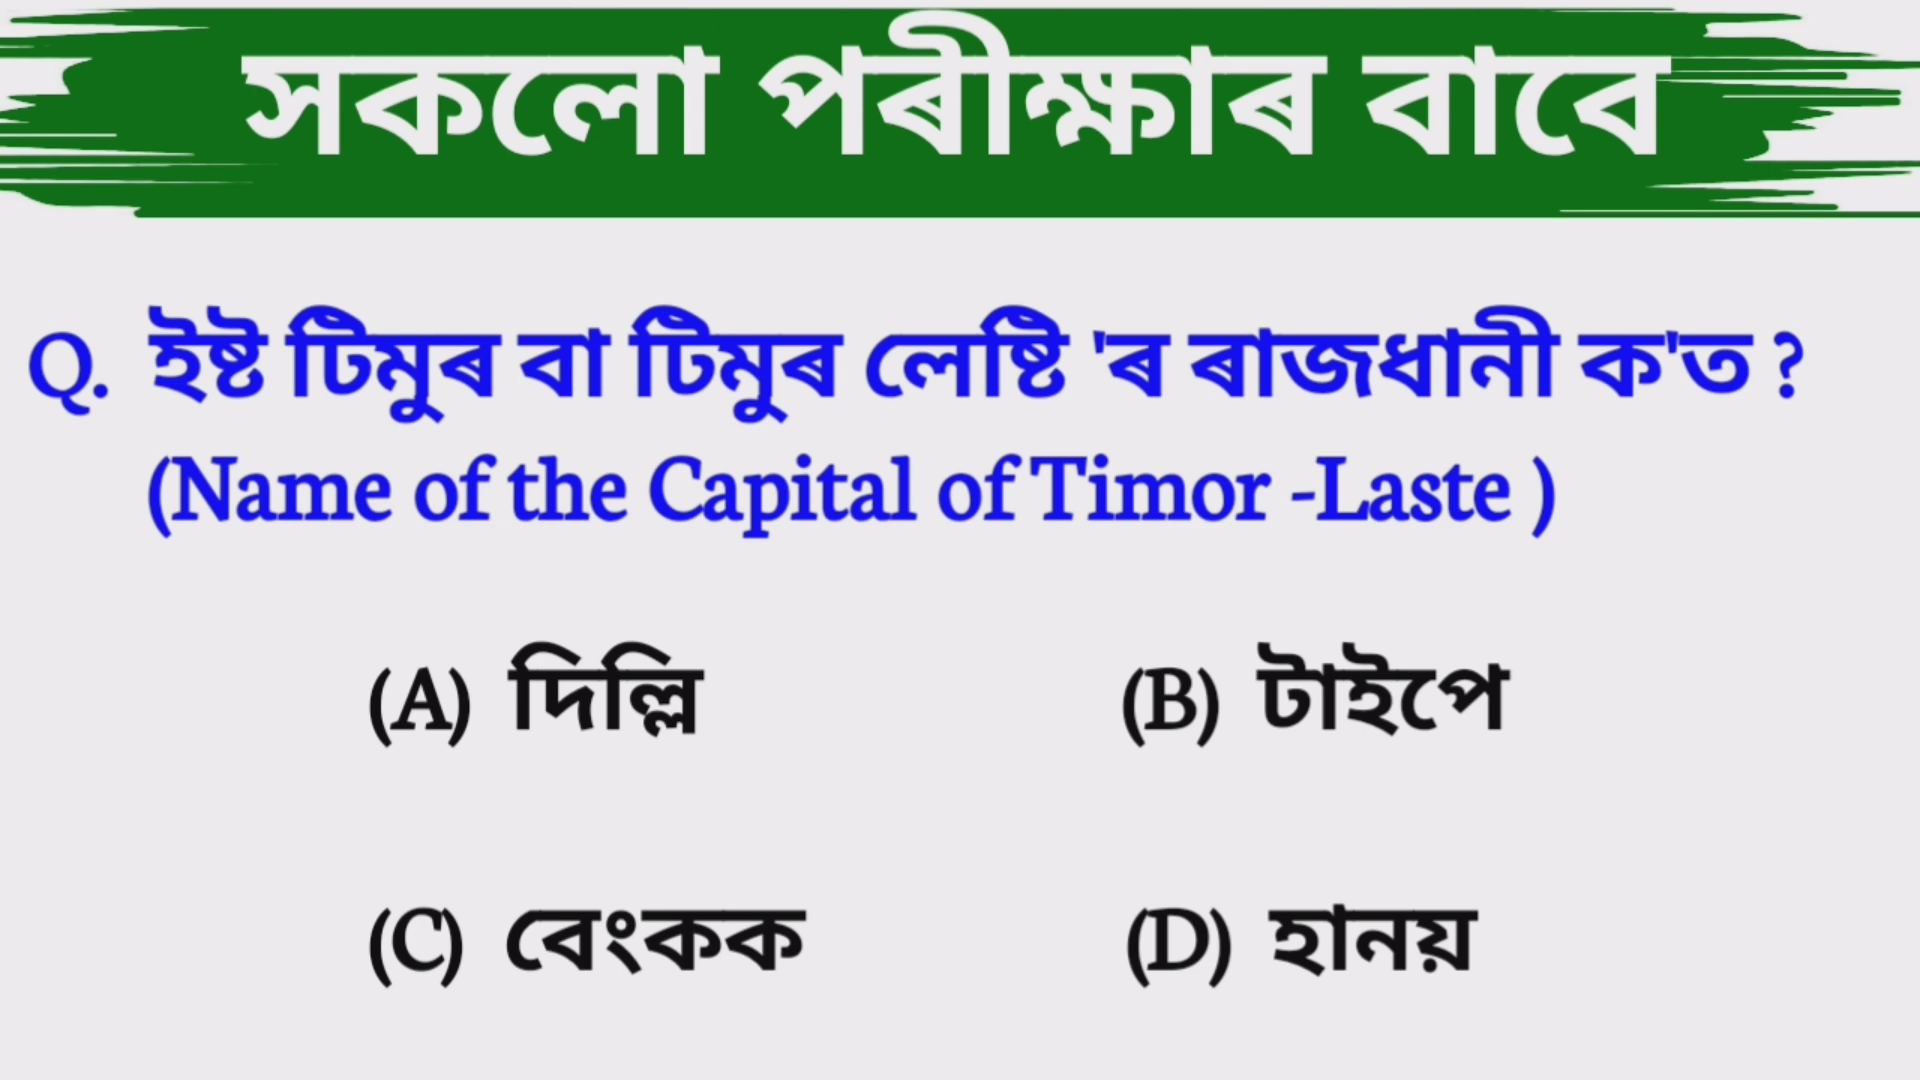 সকলো পৰীক্ষাৰ বাবে
Q. ইষ্ট টিমুৰ বা টিমুৰ লেষ্টি 'ৰ ৰাজধানী ক'ত ?
(Name of the Capital of Timor -Laste )
(A) দিল্লি (B) টাইপে
(C) বেংকক (D) হানয়